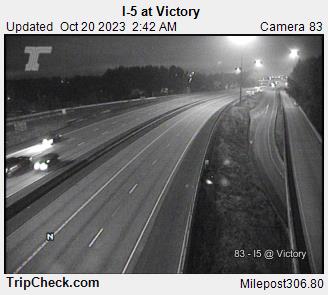 I-5 at Victory
Updated Oct 20 2023 2:42 AM Camera 83
T
N
83 - I5 @ Victory
TripCheck.com Milepost306.80